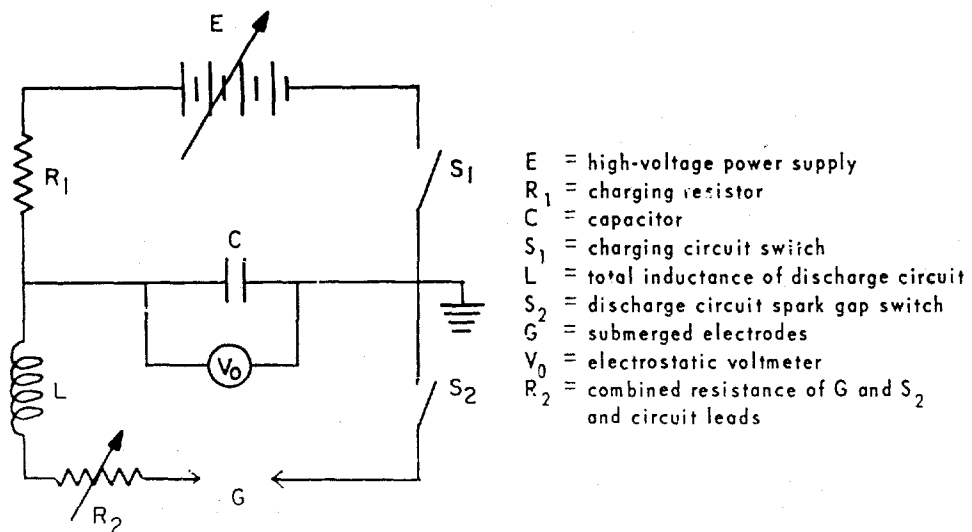 E
R1
S1
C
V0
L
S2
G
R2
E = high-voltage power supply
R1 = charging resistor
C = capacitor
S1 = charging circuit switch
L = total inductance of discharge circuit
S2 = discharge circuit spark gap switch
G = submerged electrodes
V0 = electrostatic voltmeter
R2 = combined resistance of G and S2
and circuit leads